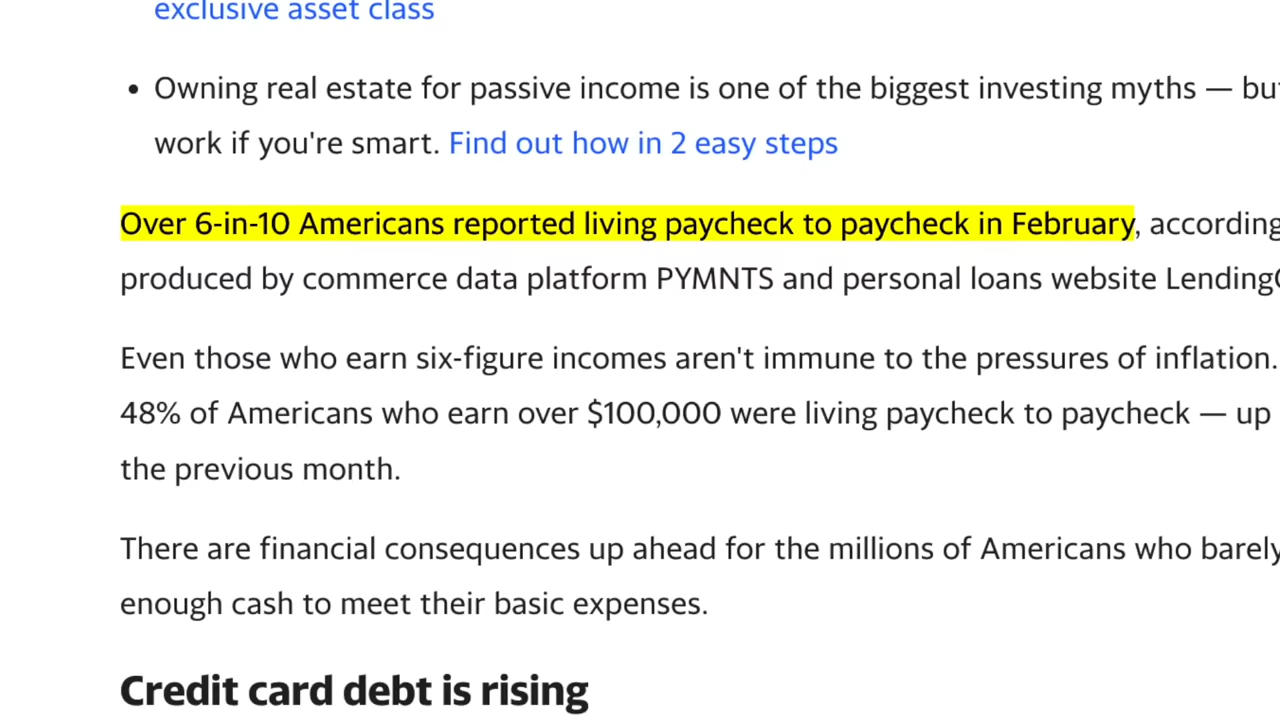 exclusive asset class
• Owning real estate for passive income is one of the biggest investing myths — but
work if you're smart. Find out how in 2 easy steps
Over 6-in-10 Americans reported living paycheck to paycheck in February, according
produced by commerce data platform PYMNTS and personal loans website Lending
Even those who earn six-figure incomes aren't immune to the pressures of inflation.
48% of Americans who earn over $100,000 were living paycheck to paycheck — up
the previous month.
There are financial consequences up ahead for the millions of Americans who barely
enough cash to meet their basic expenses.
Credit card debt is rising